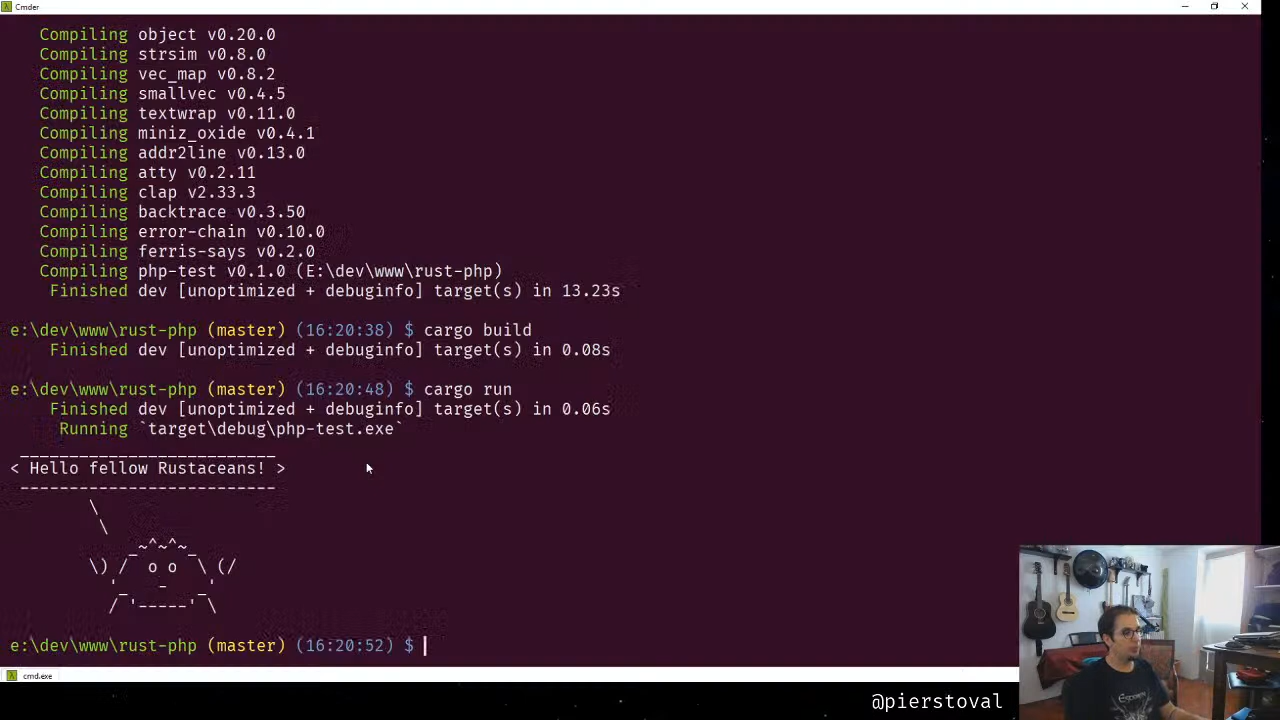 Cmder
Compiling object v0.20.0
Compiling strsim v0.8.0
Compiling vec_map v0.8.2
Compiling smallvec v0.4.5
Compiling textwrap v0.11.0
Compiling miniz_oxide v0.4.1
Compiling addr2line v0.13.0
Compiling atty v0.2.11
Compiling clap v2.33.3
Compiling backtrace v0.3.50
Compiling error-chain v0.10.0
Compiling ferris-says v0.2.0
Compiling php-test v0.1.0 (E:\dev\www\rust-php)
Finished dev [unoptimized + debuginfo] target(s) in 13.23s
e:\dev\www\rust-php (master) (16:20:38) $ cargo build
Finished dev [unoptimized + debuginfo] target(s) in 0.08s
e:\dev\www\rust-php (master) (16:20:48) $ cargo run
Finished dev [unoptimized + debuginfo] target(s) in 0.06s
Running `target\debug\php-test.exe`
 __________________________
< Hello fellow Rustaceans! >
 --------------------------
        \
         \
            _~^~^~_
        \) /  o o  \ (/
          '_   -   _'
          / '-----' \
e:\dev\www\rust-php (master) (16:20:52) $
cmd.exe
@pierstoval